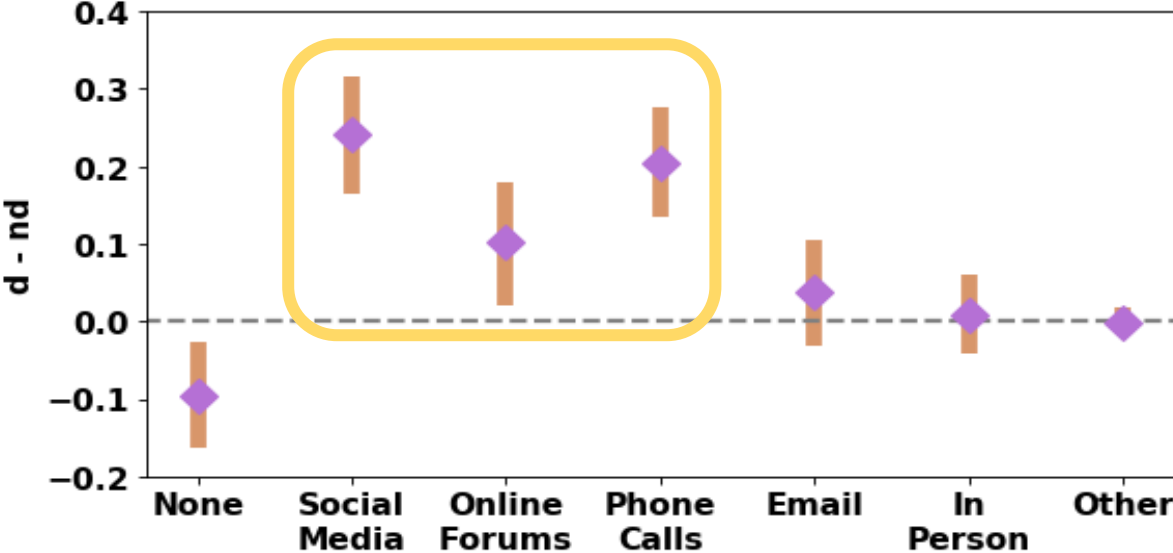 0.4
0.3
0.2
0.1
0.0
−0.1
−0.2
d - nd
None
Social
Media
Online
Forums
Phone
Calls
Email
In
Person
Other